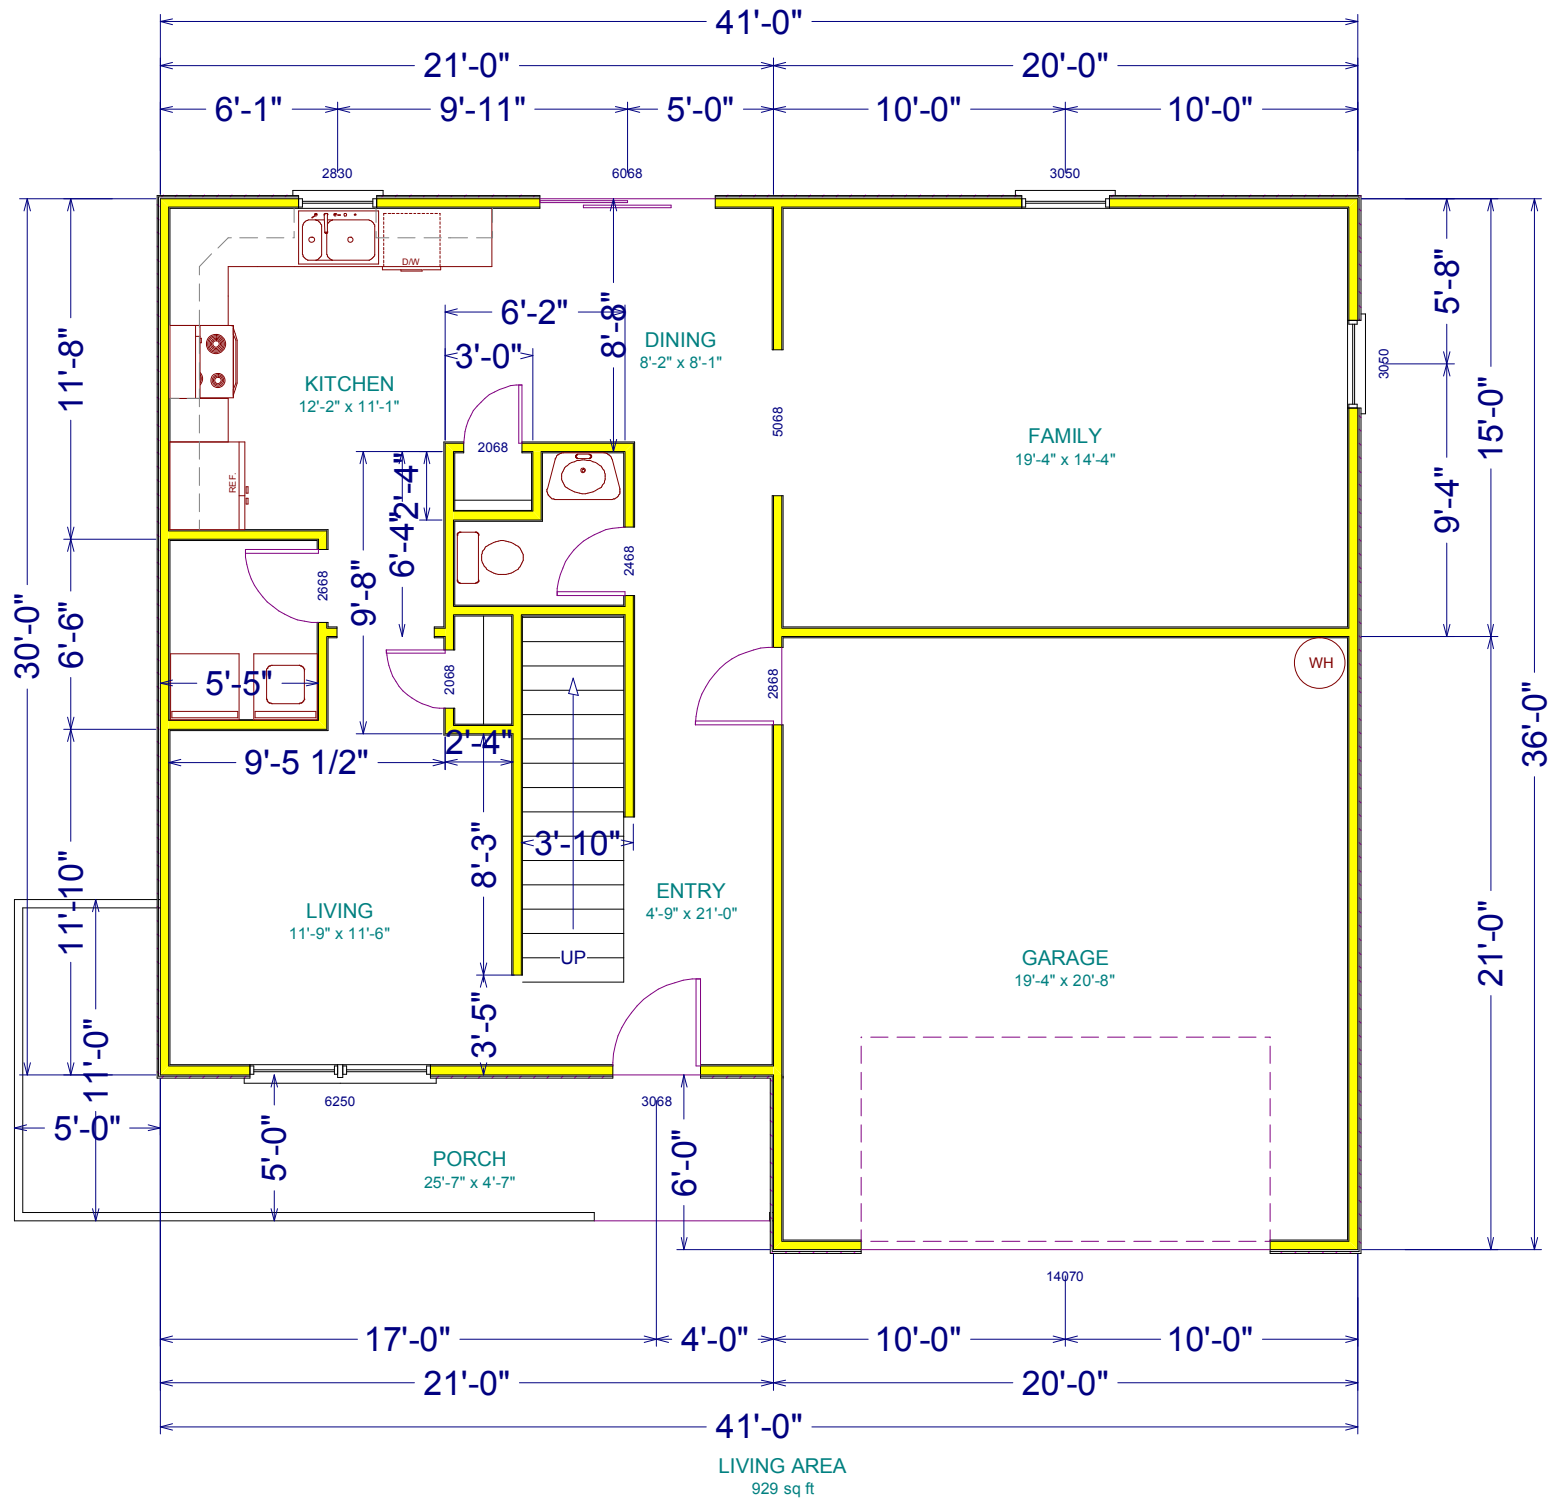 41'-0"
21'-0"
20'-0"
6'-1"
9'-11"
5'-0"
10'-0"
10'-0"
2830
6068
3050
D/W
6'-2"
8'-8"
DINING
8'-2" x 8'-1"
3'-0"
5'-8"
3050
11'-8"
KITCHEN
12'-2" x 11'-1"
2068
5068
FAMILY
19'-4" x 14'-4"
15'-0"
REF.
2'-4"
6'-4"
9'-8"
9'-4"
2668
2468
30'-0"
6'-6"
5'-5"
2068
2868
WH
36'-0"
9'-5 1/2"
2'-4"
8'-3"
3'-10"
11'-10"
LIVING
11'-9" x 11'-6"
ENTRY
4'-9" x 21'-0"
UP
GARAGE
19'-4" x 20'-8"
21'-0"
3'-5"
11'-0"
5'-0"
6250
3068
5'-0"
PORCH
25'-7" x 4'-7"
6'-0"
14070
17'-0"
4'-0"
10'-0"
10'-0"
21'-0"
20'-0"
41'-0"
LIVING AREA
929 sq ft